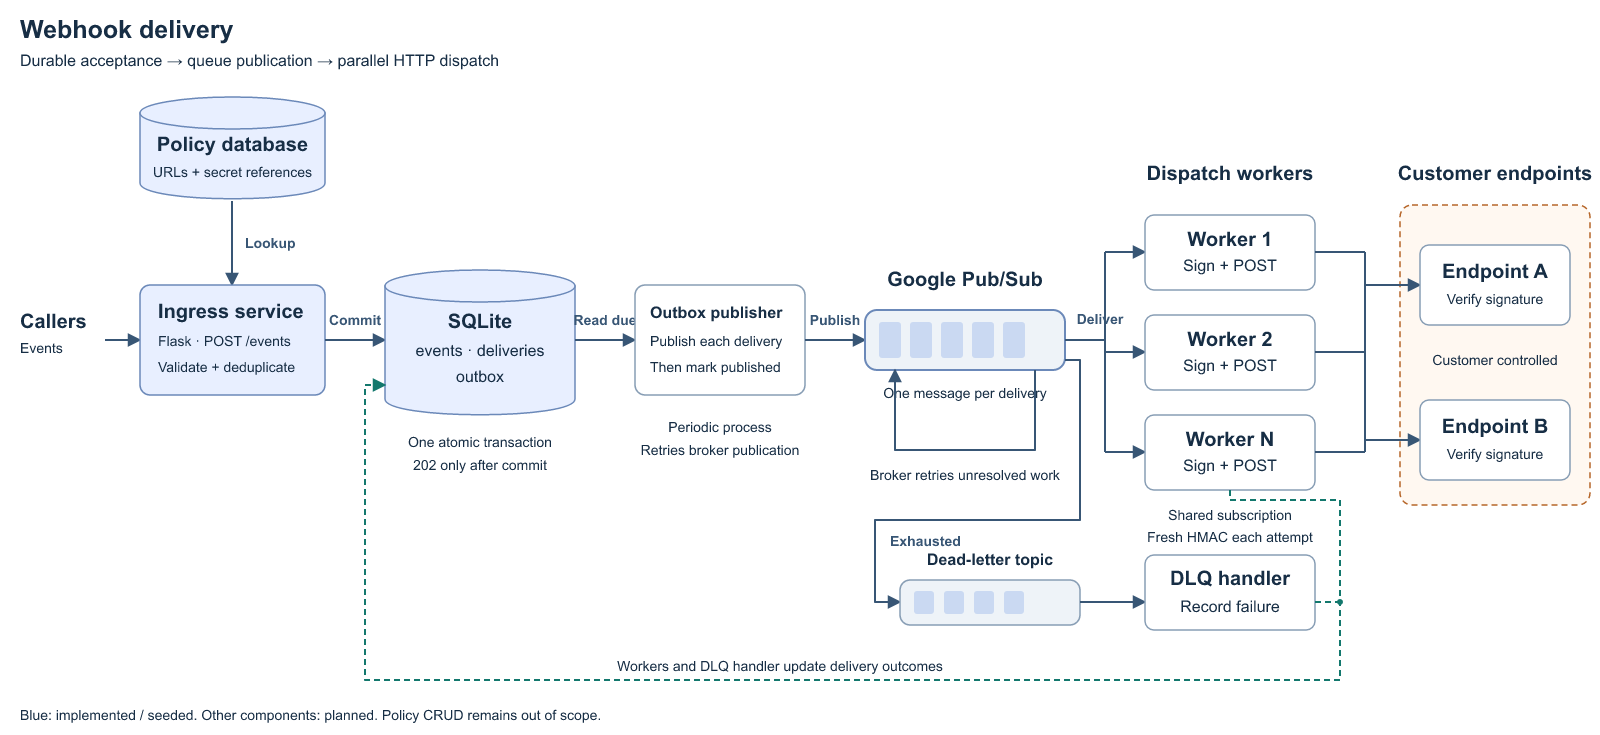 Webhook delivery
Durable acceptance → queue publication → parallel HTTP dispatch
Policy database
URLs + secret references
Lookup
Callers
Events
Ingress service
Flask · POST /events
Validate + deduplicate
Commit
SQLite
events · deliveries
outbox
One atomic transaction
202 only after commit
Read due
Outbox publisher
Publish each delivery
Then mark published
Periodic process
Retries broker publication
Publish
Google Pub/Sub
One message per delivery
Broker retries unresolved work
Deliver
Dispatch workers
Worker 1
Sign + POST
Worker 2
Sign + POST
Worker N
Sign + POST
Shared subscription
Fresh HMAC each attempt
Customer endpoints
Endpoint A
Verify signature
Customer controlled
Endpoint B
Verify signature
Exhausted
Dead-letter topic
DLQ handler
Record failure
Workers and DLQ handler update delivery outcomes
Blue: implemented / seeded. Other components: planned. Policy CRUD remains out of scope.